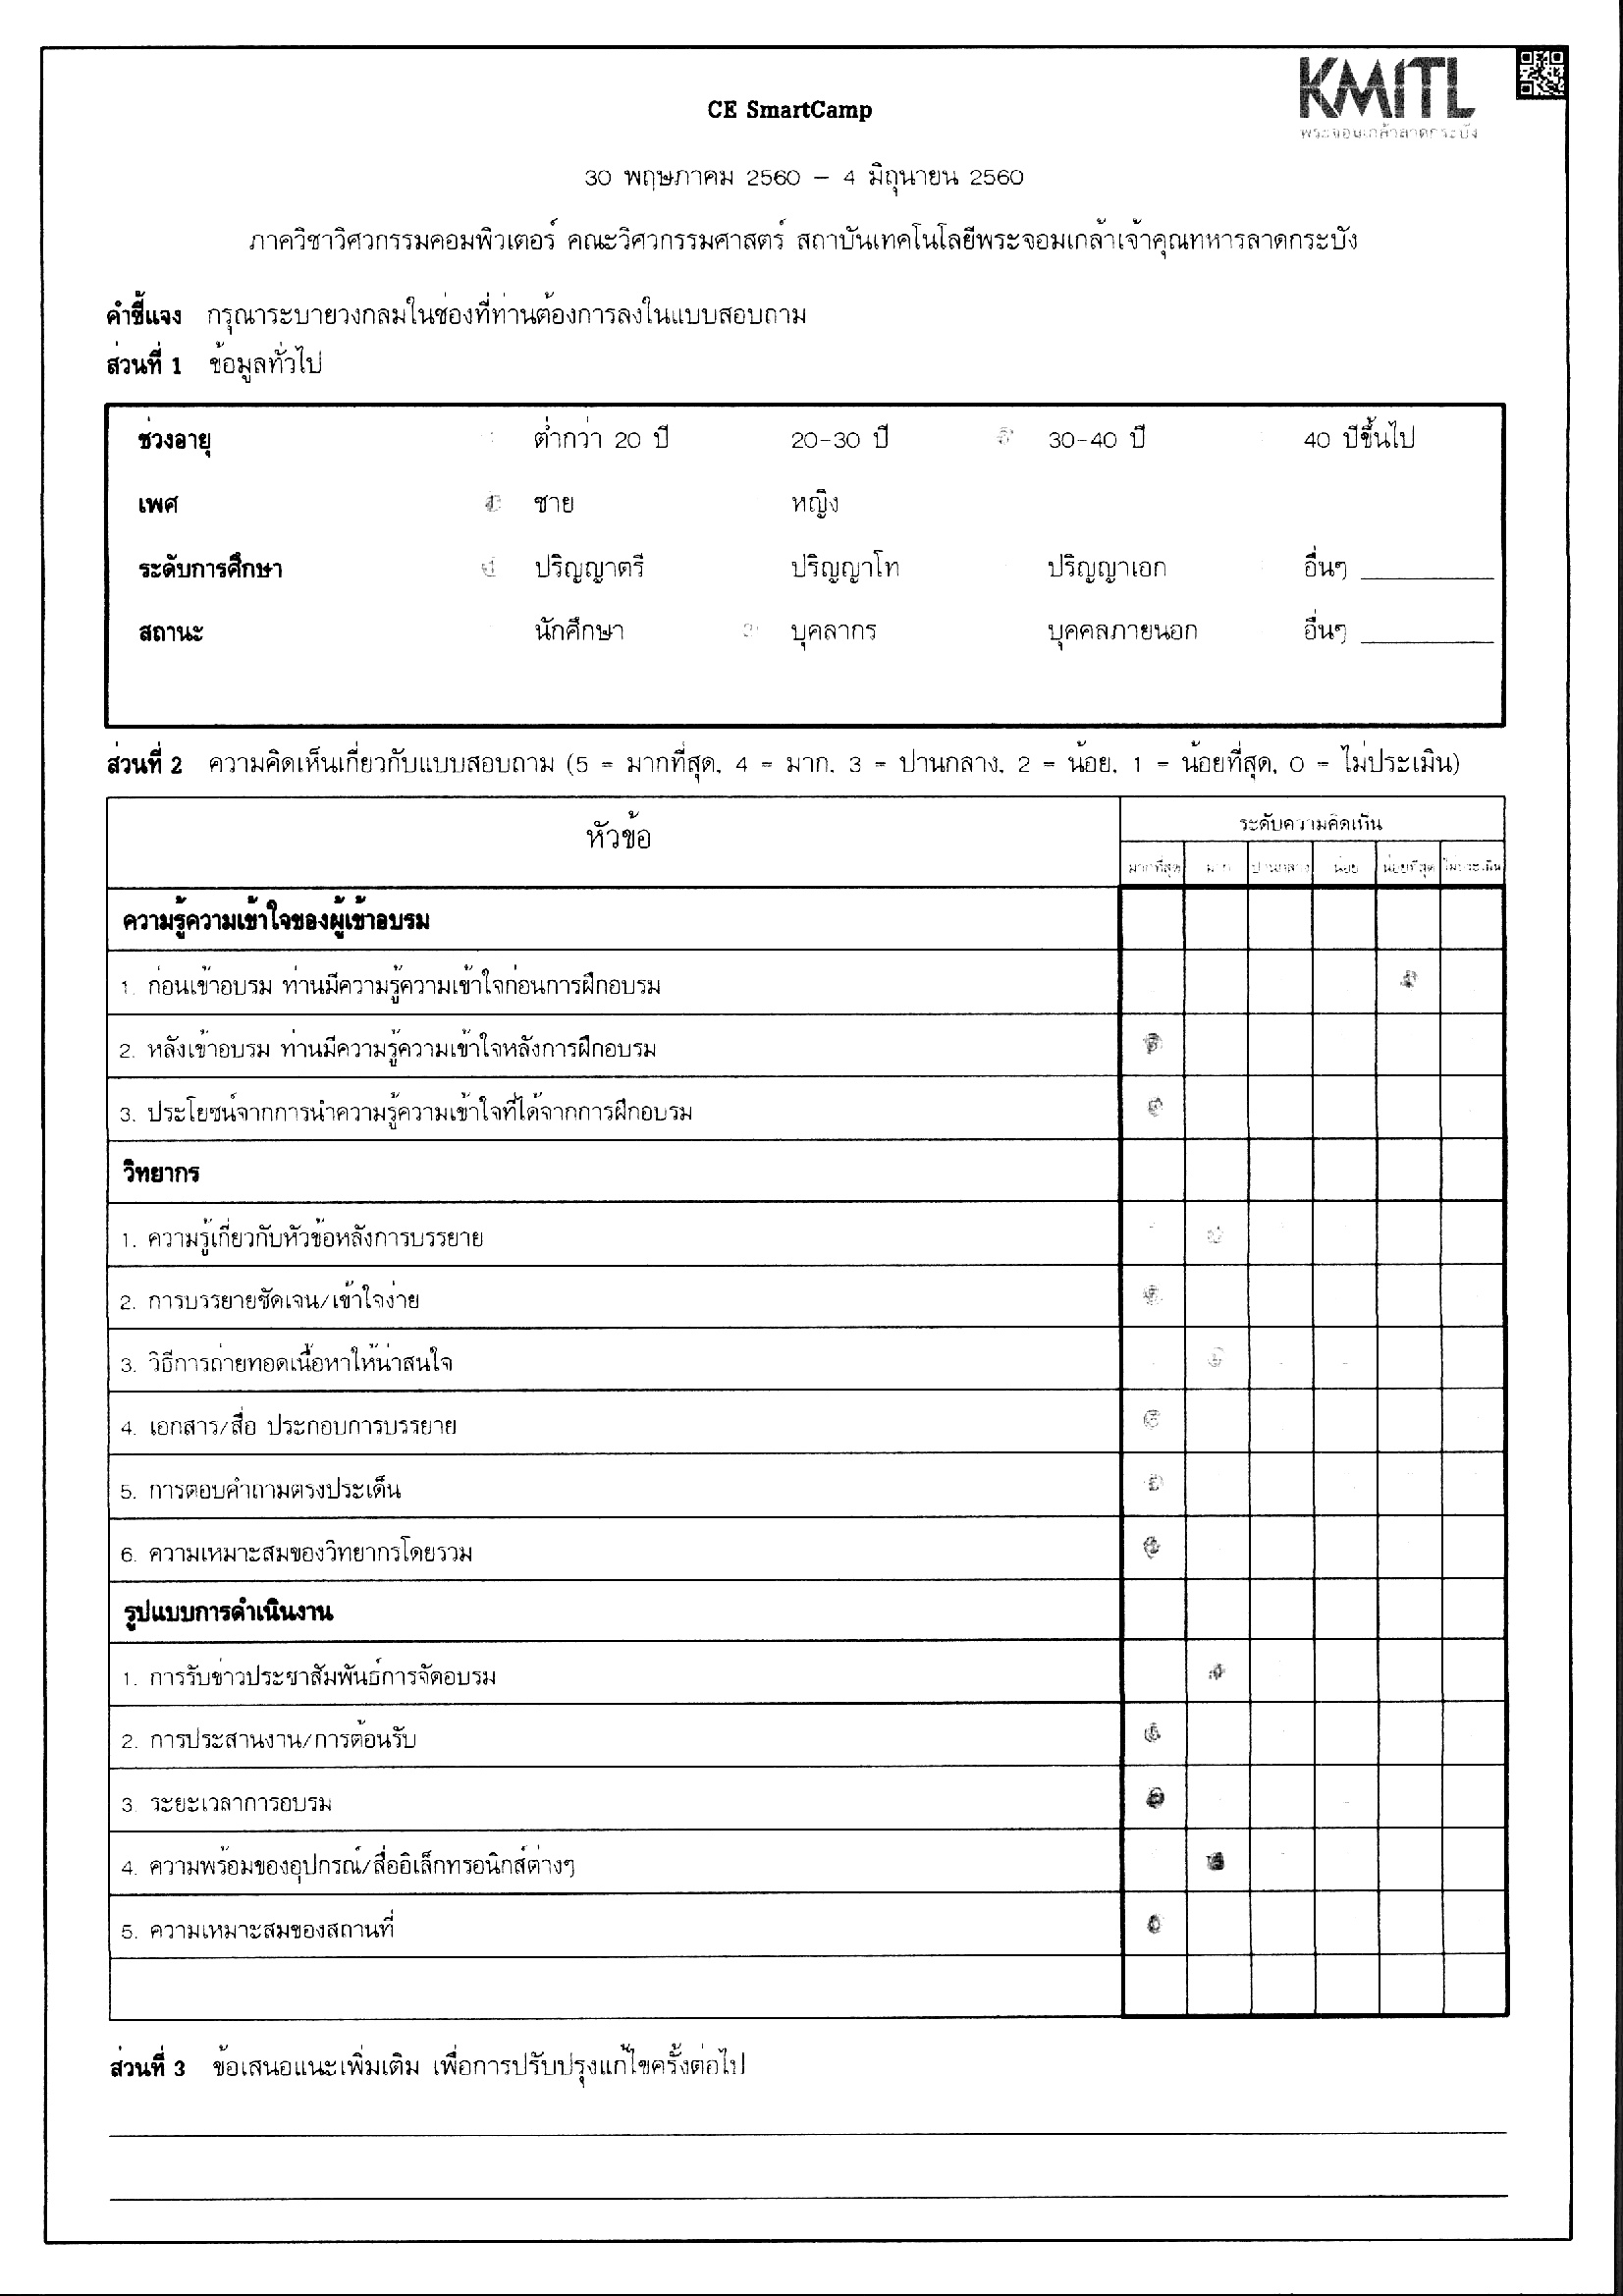 KMITL
พระจอมเกล้าลาดกระบัง
CE SmartCamp
30 พฤษภาคม 2560 - 4 มิถุนายน 2560
ภาควิชาวิศวกรรมคอมพิวเตอร์ คณะวิศวกรรมศาสตร์ สถาบันเทคโนโลยีพระจอมเกล้าเจ้าคุณทหารลาดกระบัง
คำชี้แจง กรุณาระบายวงกลมในช่องที่ท่านต้องการลงในแบบสอบถาม
ส่วนที่ 1 ข้อมูลทั่วไป
ช่วงอายุ ต่ำกว่า 20 ปี 20-30 ปี 30-40 ปี 40 ปีขึ้นไป
เพศ ชาย หญิง
ระดับการศึกษา ปริญญาตรี ปริญญาโท ปริญญาเอก อื่นๆ
สถานะ นักศึกษา บุคลากร บุคคลภายนอก อื่นๆ
ส่วนที่ 2 ความคิดเห็นเกี่ยวกับแบบสอบถาม (5 = มากที่สุด, 4 = มาก, 3 = ปานกลาง, 2 = น้อย, 1 = น้อยที่สุด, 0 = ไม่ประเมิน)
หัวข้อ ระดับความคิดเห็น
มากที่สุด มาก ปานกลาง น้อย น้อยที่สุด ไม่ประเมิน
ความรู้ความเข้าใจของผู้เข้าอบรม
1. ก่อนเข้าอบรม ท่านมีความรู้ความเข้าใจก่อนการฝึกอบรม
2. หลังเข้าอบรม ท่านมีความรู้ความเข้าใจหลังการฝึกอบรม
3. ประโยชน์จากการนำความรู้ความเข้าใจที่ได้จากการฝึกอบรม
วิทยากร
1. ความรู้เกี่ยวกับหัวข้อหลังการบรรยาย
2. การบรรยายชัดเจน/เข้าใจง่าย
3. วิธีการถ่ายทอดเนื้อหาให้น่าสนใจ
4. เอกสาร/สื่อ ประกอบการบรรยาย
5. การตอบคำถามตรงประเด็น
6. ความเหมาะสมของวิทยากรโดยรวม
รูปแบบการดำเนินงาน
1. การรับข่าวประชาสัมพันธ์การจัดอบรม
2. การประสานงาน/การต้อนรับ
3. ระยะเวลาการอบรม
4. ความพร้อมของอุปกรณ์/สื่ออิเล็กทรอนิกส์ต่างๆ
5. ความเหมาะสมของสถานที่
ส่วนที่ 3 ข้อเสนอแนะเพิ่มเติม เพื่อการปรับปรุงแก้ไขครั้งต่อไป